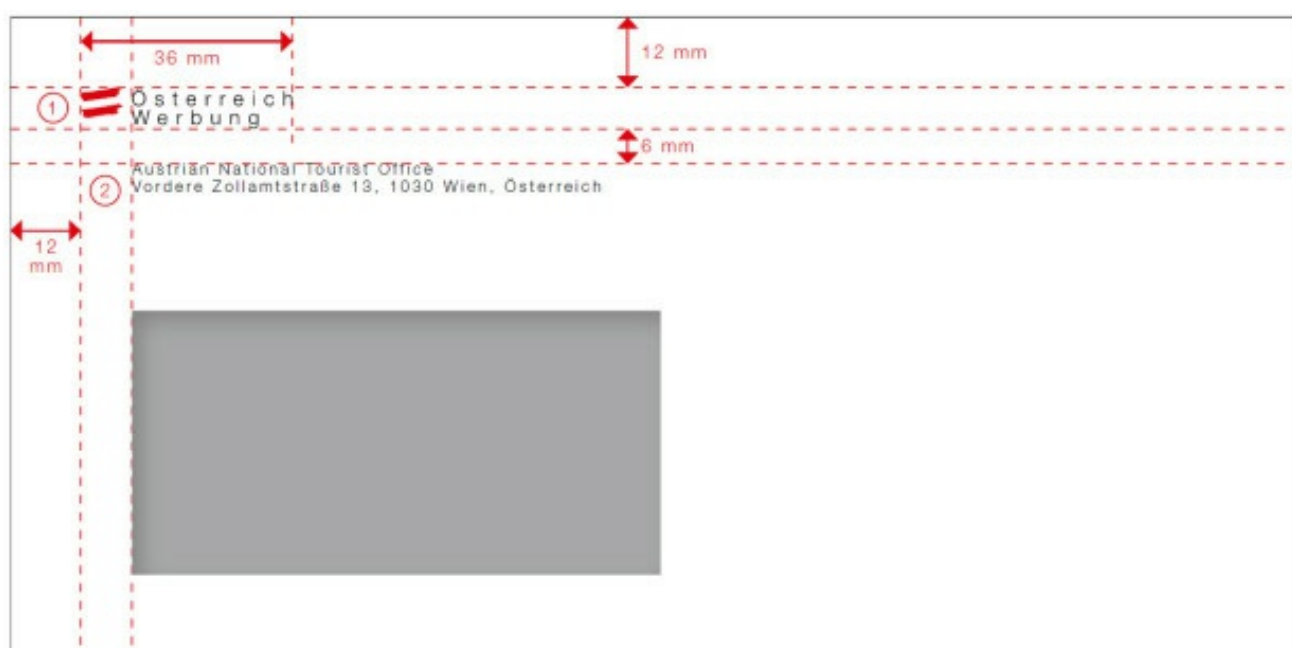 36 mm
12 mm
1
Österreich
Werbung
6 mm
Austrian National Tourist Office
2
Vordere Zollamtstraße 13, 1030 Wien, Österreich
12
mm